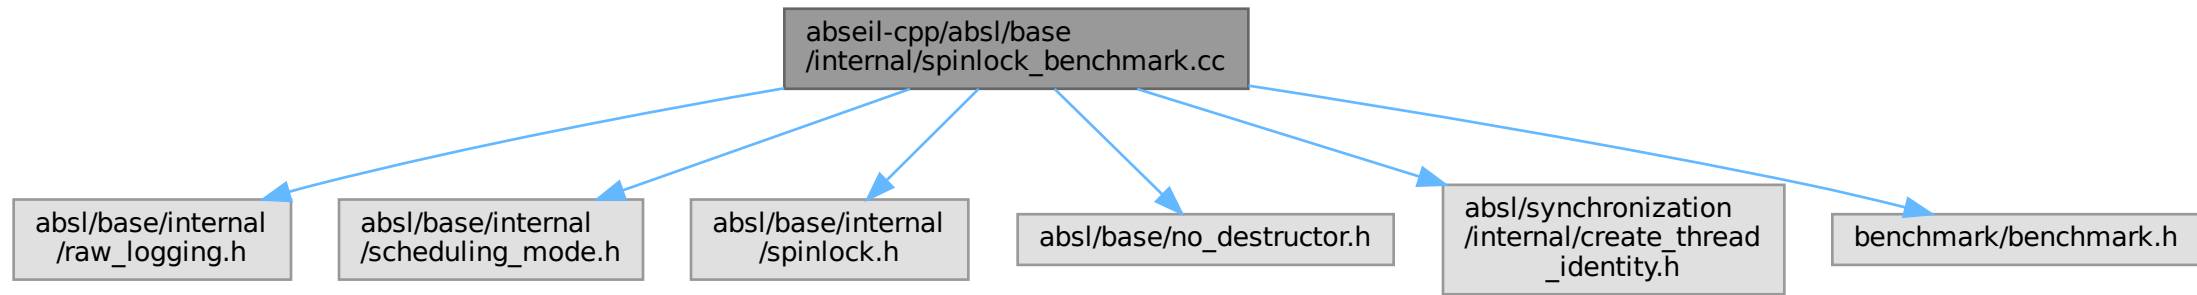 abseil-cpp/absl/base
/internal/spinlock_benchmark.cc
absl/base/internal
/raw_logging.h
absl/base/internal
/scheduling_mode.h
absl/base/internal
/spinlock.h
absl/base/no_destructor.h
absl/synchronization
/internal/create_thread
_identity.h
benchmark/benchmark.h